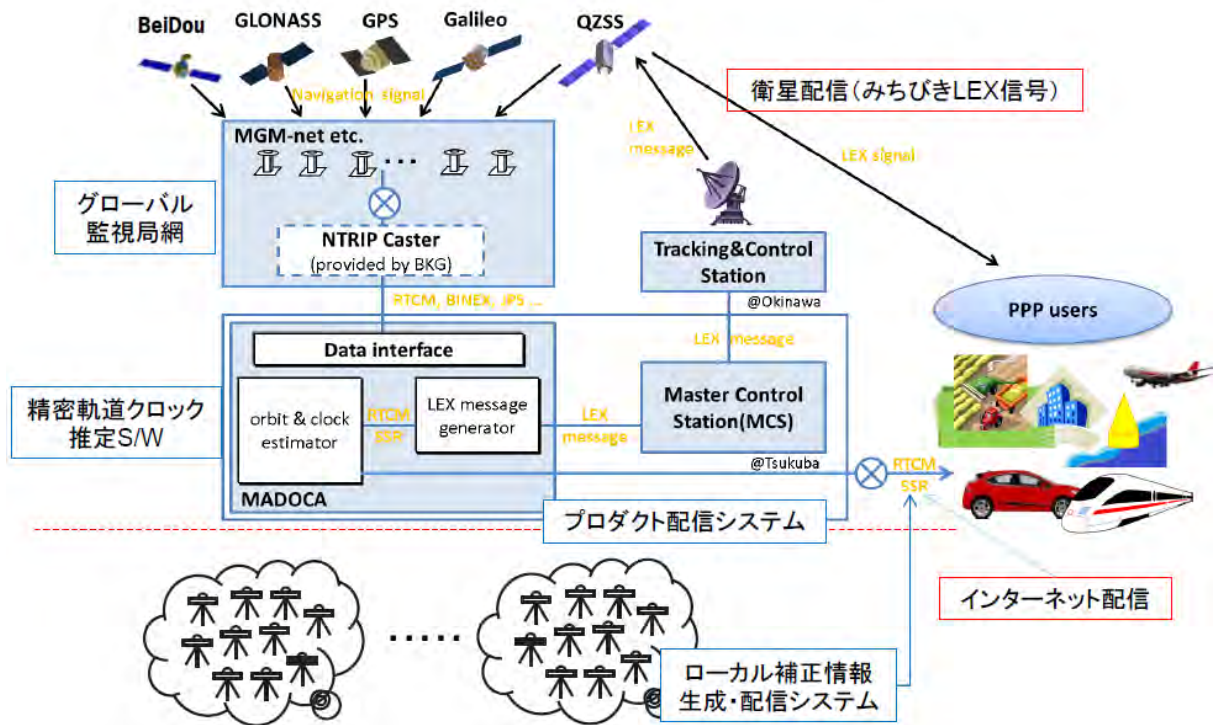 BeiDou
GLONASS
GPS
Galileo
QZSS
Navigation signal
衛星配信(みちびきLEX信号)
MGM-net etc.
LEX
message
LEX signal
グローバル
監視局網
NTRIP Caster
(provided by BKG)
Tracking&Control
Station
RTCM, BINEX, JPS ...
@Okinawa
PPP users
Data interface
LEX message
精密軌道クロック
推定S/W
orbit & clock
estimator
RTCM
SSR
LEX message
generator
LEX
message
Master Control
Station(MCS)
@Tsukuba
RTCM
SSR
MADOCA
プロダクト配信システム
インターネット配信
ローカル補正情報
生成・配信システム